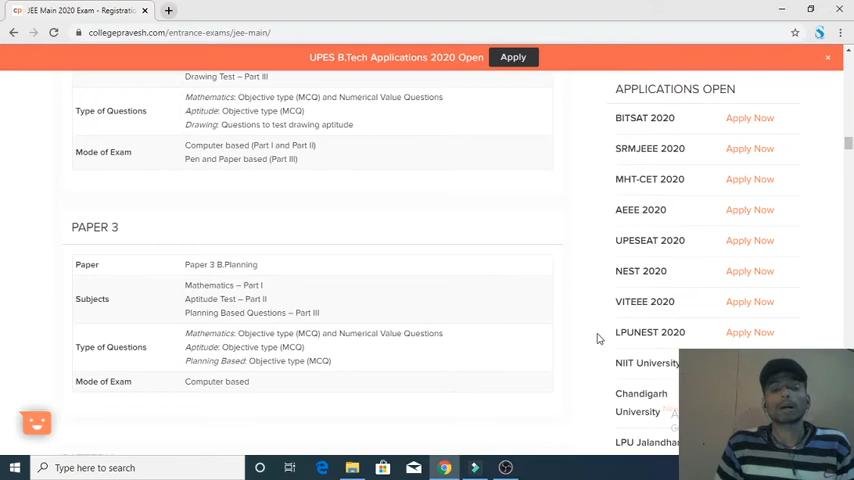 cp JEE Main 2020 Exam - Registratio
collegepravesh.com/entrance-exams/jee-main/
UPES B.Tech Applications 2020 Open Apply
Drawing Test – Part III
Type of Questions
Mathematics: Objective type (MCQ) and Numerical Value Questions
Aptitude: Objective type (MCQ)
Drawing: Questions to test drawing aptitude
Mode of Exam
Computer based (Part I and Part II)
Pen and Paper based (Part III)
PAPER 3
Paper Paper 3 B.Planning
Subjects
Mathematics – Part I
Aptitude Test – Part II
Planning Based Questions – Part III
Type of Questions
Mathematics: Objective type (MCQ) and Numerical Value Questions
Aptitude: Objective type (MCQ)
Planning Based: Objective type (MCQ)
Mode of Exam Computer based
APPLICATIONS OPEN
BITSAT 2020 Apply Now
SRMJEEE 2020 Apply Now
MHT-CET 2020 Apply Now
AEEE 2020 Apply Now
UPESEAT 2020 Apply Now
NEST 2020 Apply Now
VITEEE 2020 Apply Now
LPUNEST 2020 Apply Now
NIIT University
Chandigarh
University
LPU Jalandha
Type here to search